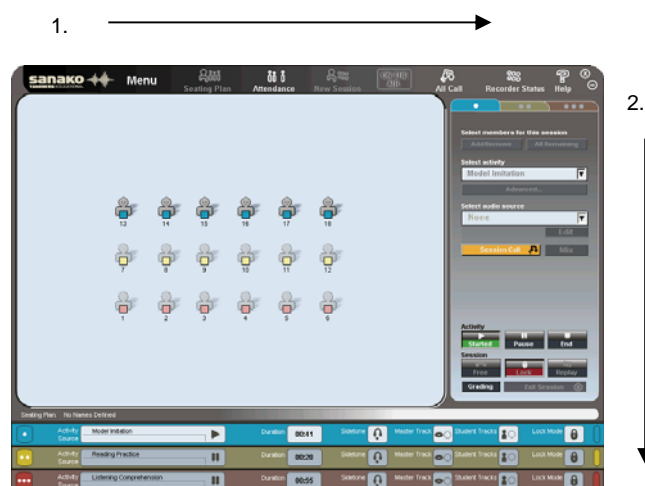 1.
2.
sanako Menu Seating Plan Attendance New Session All Call Recorder Status Help
Select members for this session
Add/Remove All Remaining
Select activity
Model Imitation
Advanced...
Select audio source
None
Edit
Session Call Mix
13 14 15 16 17 18
7 8 9 10 11 12
1 2 3 4 5 6
Activity
Started Pause End
Session
Free Lock Replay
Grading Edit Session
Seating Plan: No Names Defined
Activity Model Imitation Duration 00:41 Sidetone Master Track Student Tracks Lock Mode
Source
Activity Reading Practice Duration 00:20 Sidetone Master Track Student Tracks Lock Mode
Source
Activity Listening Comprehension Duration 00:55 Sidetone Master Track Student Tracks Lock Mode
Source